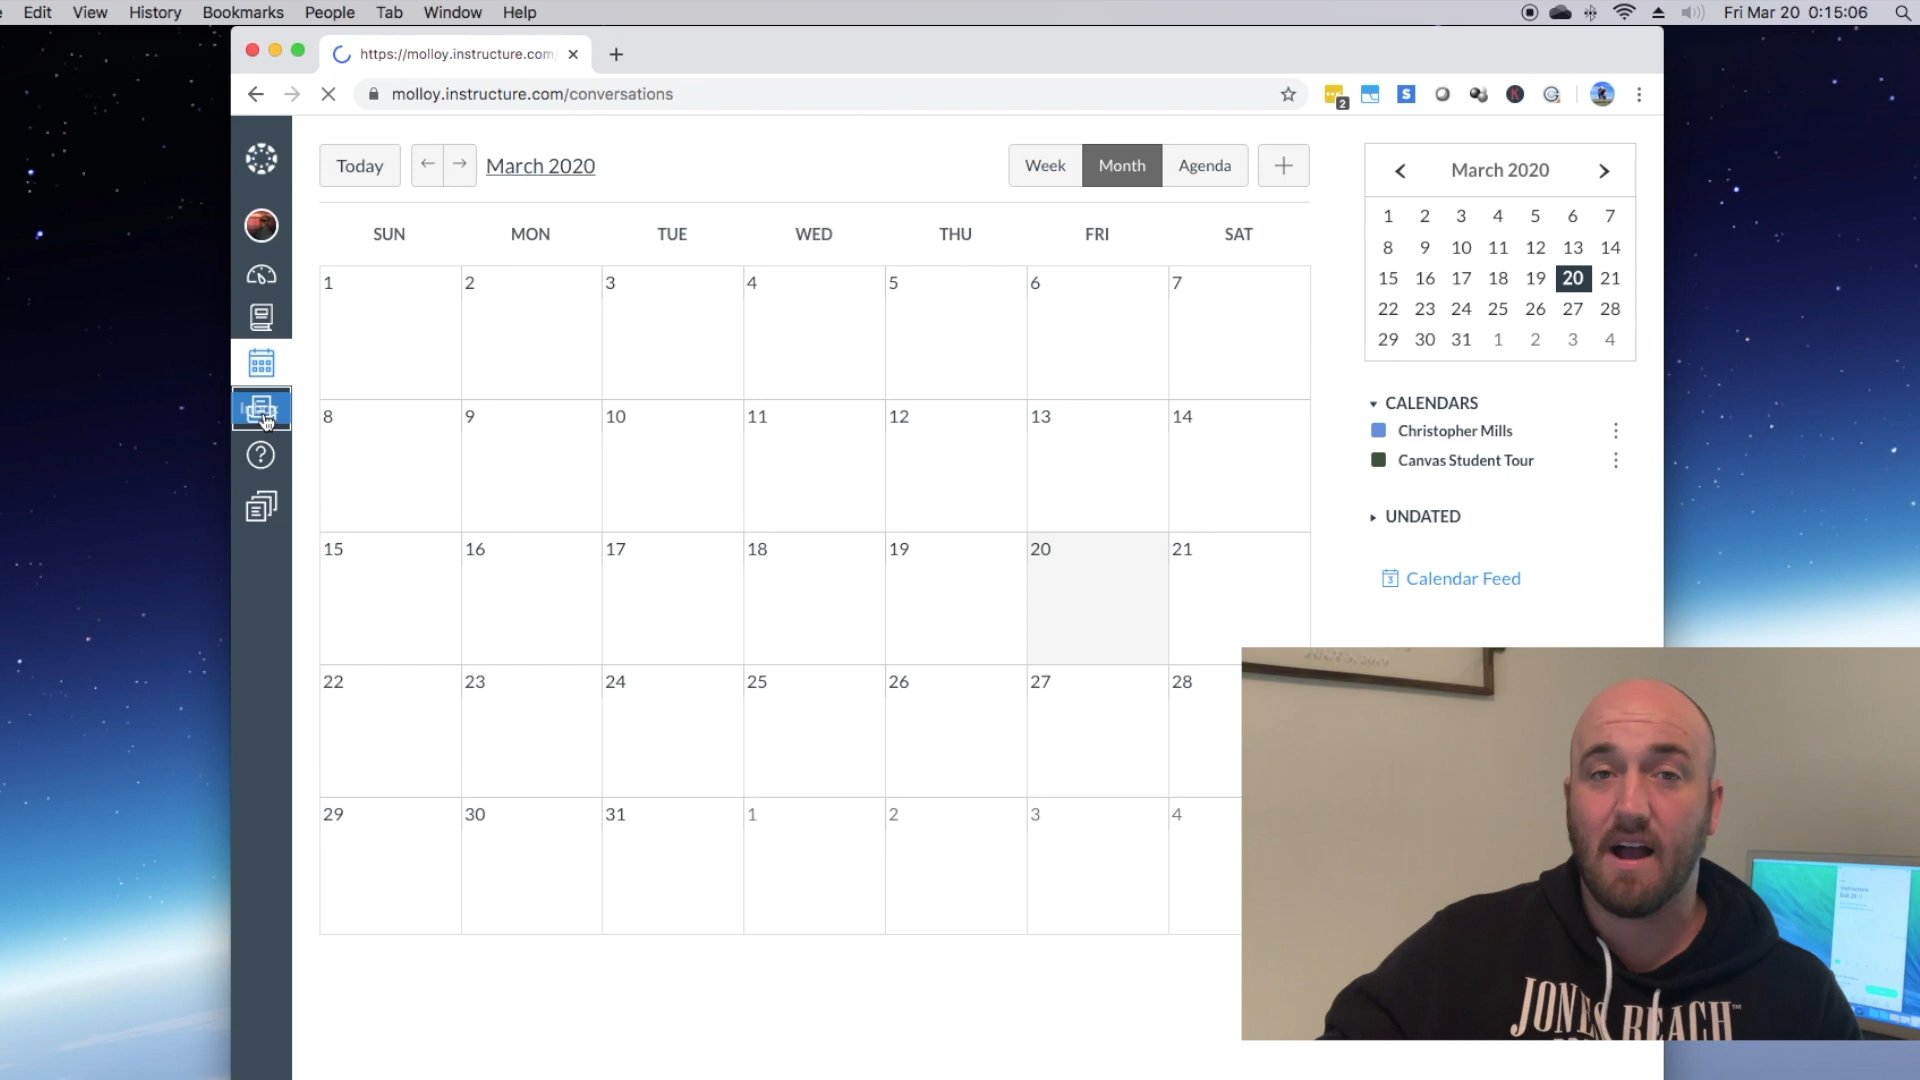 Edit View History Bookmarks People Tab Window Help
Fri Mar 20 0:15:06
https://molloy.instructure.com/
molloy.instructure.com/conversations
2
S
K
Today
March 2020
Week Month Agenda
SUN MON TUE WED THU FRI SAT
1 2 3 4 5 6 7
8 9 10 11 12 13 14
15 16 17 18 19 20 21
22 23 24 25 26 27 28
29 30 31 1 2 3 4
March 2020
1 2 3 4 5 6 7
8 9 10 11 12 13 14
15 16 17 18 19 20 21
22 23 24 25 26 27 28
29 30 31 1 2 3 4
CALENDARS
Christopher Mills
Canvas Student Tour
UNDATED
3 Calendar Feed
JONES BEACH™